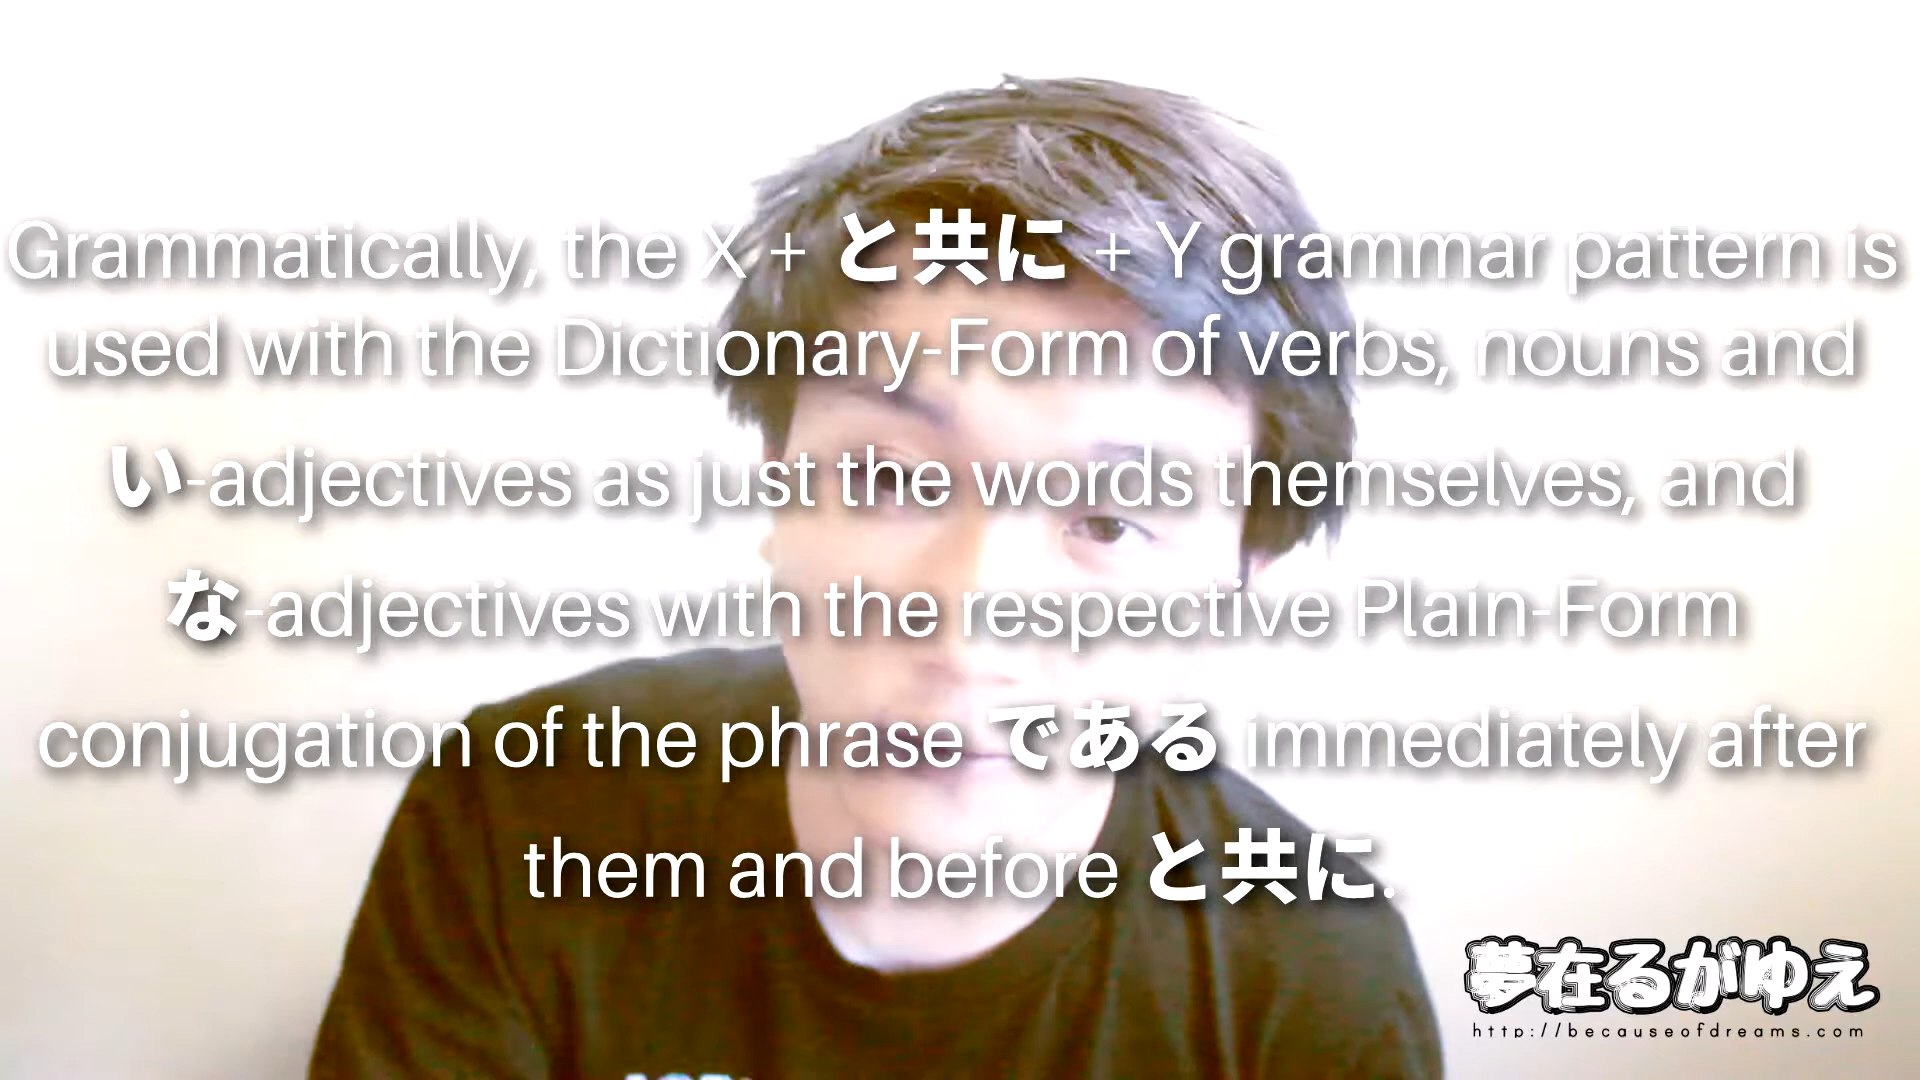 Grammatically, the X + と共に + Y grammar pattern is
used with the Dictionary-Form of verbs, nouns and
い-adjectives as just the words themselves, and
な-adjectives with the respective Plain-Form
conjugation of the phrase である immediately after
them and before と共に.
夢在るがゆえ
http://becauseofdreams.com